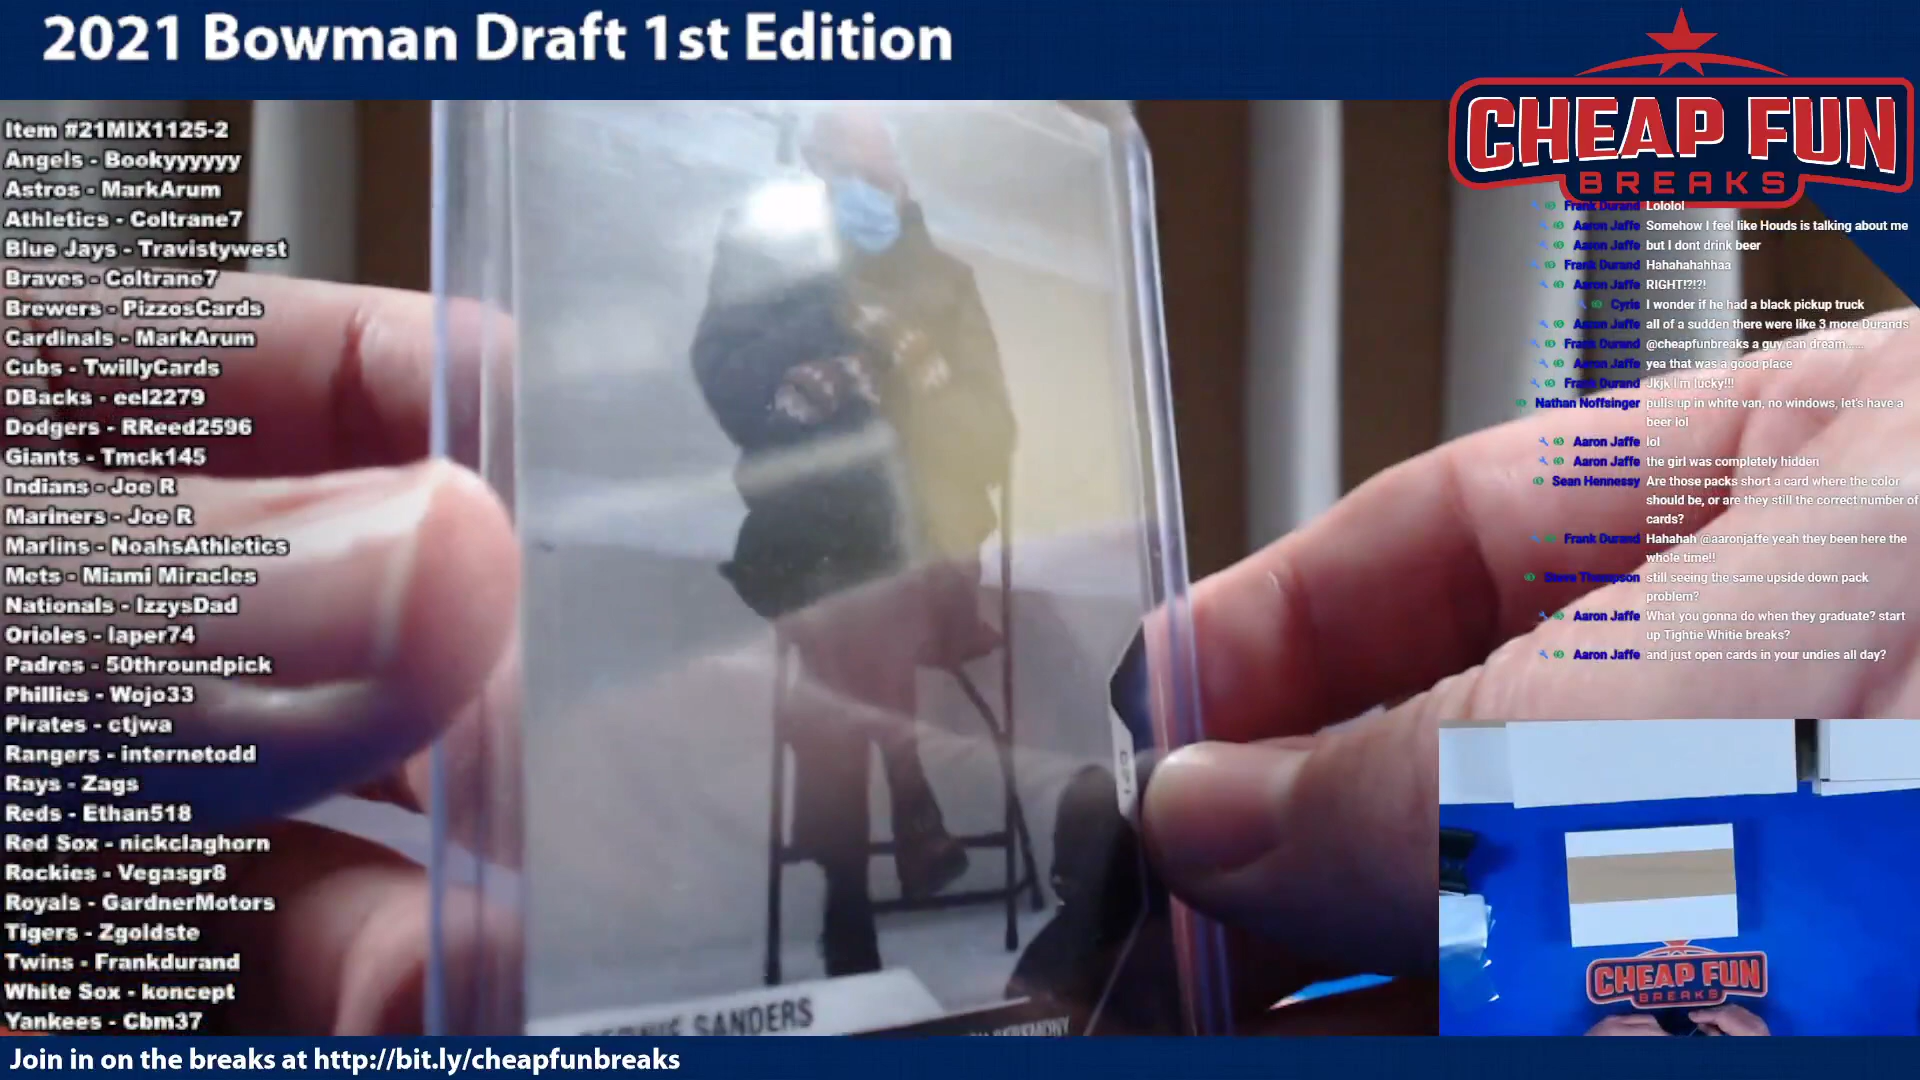 2021 Bowman Draft 1st Edition
CHEAP FUN
BREAKS
Item #21MIX1125-2
Angels - Bookyyyyyy
Astros - MarkArum
Athletics - Coltrane7
Blue Jays - Travistywest
Braves - Coltrane7
Brewers - PizzosCards
Cardinals - MarkArum
Cubs - TwillyCards
DBacks - eel2279
Dodgers - RReed2596
Giants - Tmck145
Indians - Joe R
Mariners - Joe R
Marlins - NoahsAthletics
Mets - Miami Miracles
Nationals - IzzysDad
Orioles - laper74
Padres - 50throundpick
Phillies - Wojo33
Pirates - ctjwa
Rangers - internetodd
Rays - Zags
Reds - Ethan518
Red Sox - nickclaghorn
Rockies - Vegasgr8
Royals - GardnerMotors
Tigers - Zgoldste
Twins - Frankdurand
White Sox - koncept
Yankees - Cbm37
Frank Durand Lololol
Aaron Jaffe Somehow I feel like Houds is talking about me
Aaron Jaffe but I dont drink beer
Frank Durand Hahahahahhaa
Aaron Jaffe RIGHT!?!?!
Cyris I wonder if he had a black pickup truck
Aaron Jaffe all of a sudden there were like 3 more Durands
Frank Durand @cheapfunbreaks a guy can dream.....
Aaron Jaffe yea that was a good place
Frank Durand Jkjk I'm lucky!!!
Nathan Noffsinger pulls up in white van, no windows, let's have a
beer lol
Aaron Jaffe lol
Aaron Jaffe the girl was completely hidden
Sean Hennessy Are those packs short a card where the color
should be, or are they still the correct number of
cards?
Frank Durand Hahahah @aaronjaffe yeah they been here the
whole time!!
Steve Thompson still seeing the same upside down pack
problem?
Aaron Jaffe What you gonna do when they graduate? start
up Tightie Whitie breaks?
Aaron Jaffe and just open cards in your undies all day?
SANDERS
CHEAP FUN
BREAKS
Join in on the breaks at http://bit.ly/cheapfunbreaks